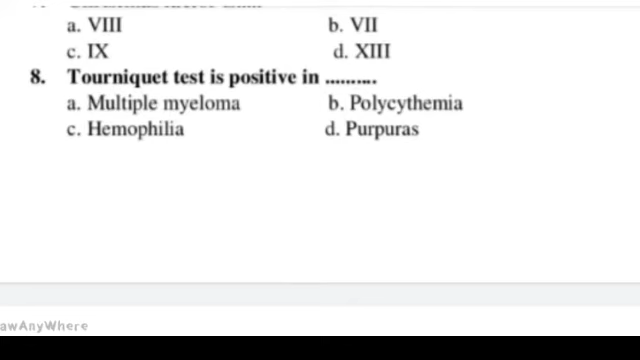 a. VIII b. VII
c. IX d. XIII
8. Tourniquet test is positive in ..........
a. Multiple myeloma b. Polycythemia
c. Hemophilia d. Purpuras
awAnyWhere